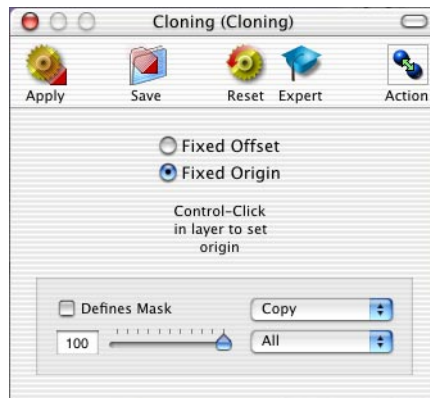 Cloning (Cloning)
Apply Save Reset Expert Action
Fixed Offset
Fixed Origin
Control-Click
in layer to set
origin
Defines Mask Copy
100 All